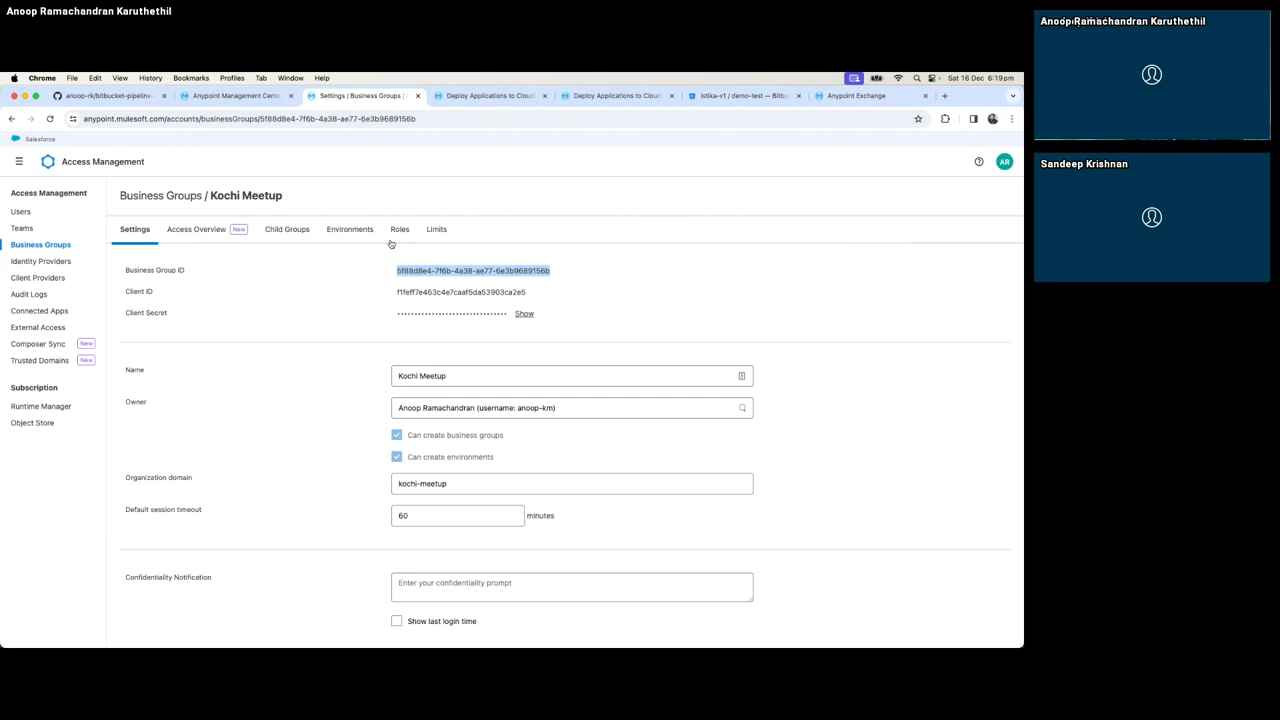 Anoop Ramachandran Karuthethil
Anoop Ramachandran Karuthethil
Sandeep Krishnan
Chrome File Edit View History Bookmarks Profiles Tab Window Help
Sat 16 Dec 6:19pm
anoop-rk/bitbucket-pipeline
Anypoint Management Cente
Settings | Business Groups |
Deploy Applications to Cloud
Deploy Applications to Cloud
istika-v1 / demo-test — Bitbu
Anypoint Exchange
anypoint.mulesoft.com/accounts/businessGroups/5f88d8e4-7f6b-4a38-ae77-6e3b9689156b
Salesforce
Access Management
AR
Access Management
Users
Teams
Business Groups
Identity Providers
Client Providers
Audit Logs
Connected Apps
External Access
Composer Sync New
Trusted Domains New
Subscription
Runtime Manager
Object Store
Business Groups / Kochi Meetup
Settings Access Overview New Child Groups Environments Roles Limits
Business Group ID 5f88d8e4-7f6b-4a38-ae77-6e3b9689156b
Client ID f1feff7e463c4e7caaf5da53903ca2e5
Client Secret ································ Show
Name Kochi Meetup
Owner Anoop Ramachandran (username: anoop-km)
Can create business groups
Can create environments
Organization domain kochi-meetup
Default session timeout 60 minutes
Confidentiality Notification Enter your confidentiality prompt
Show last login time